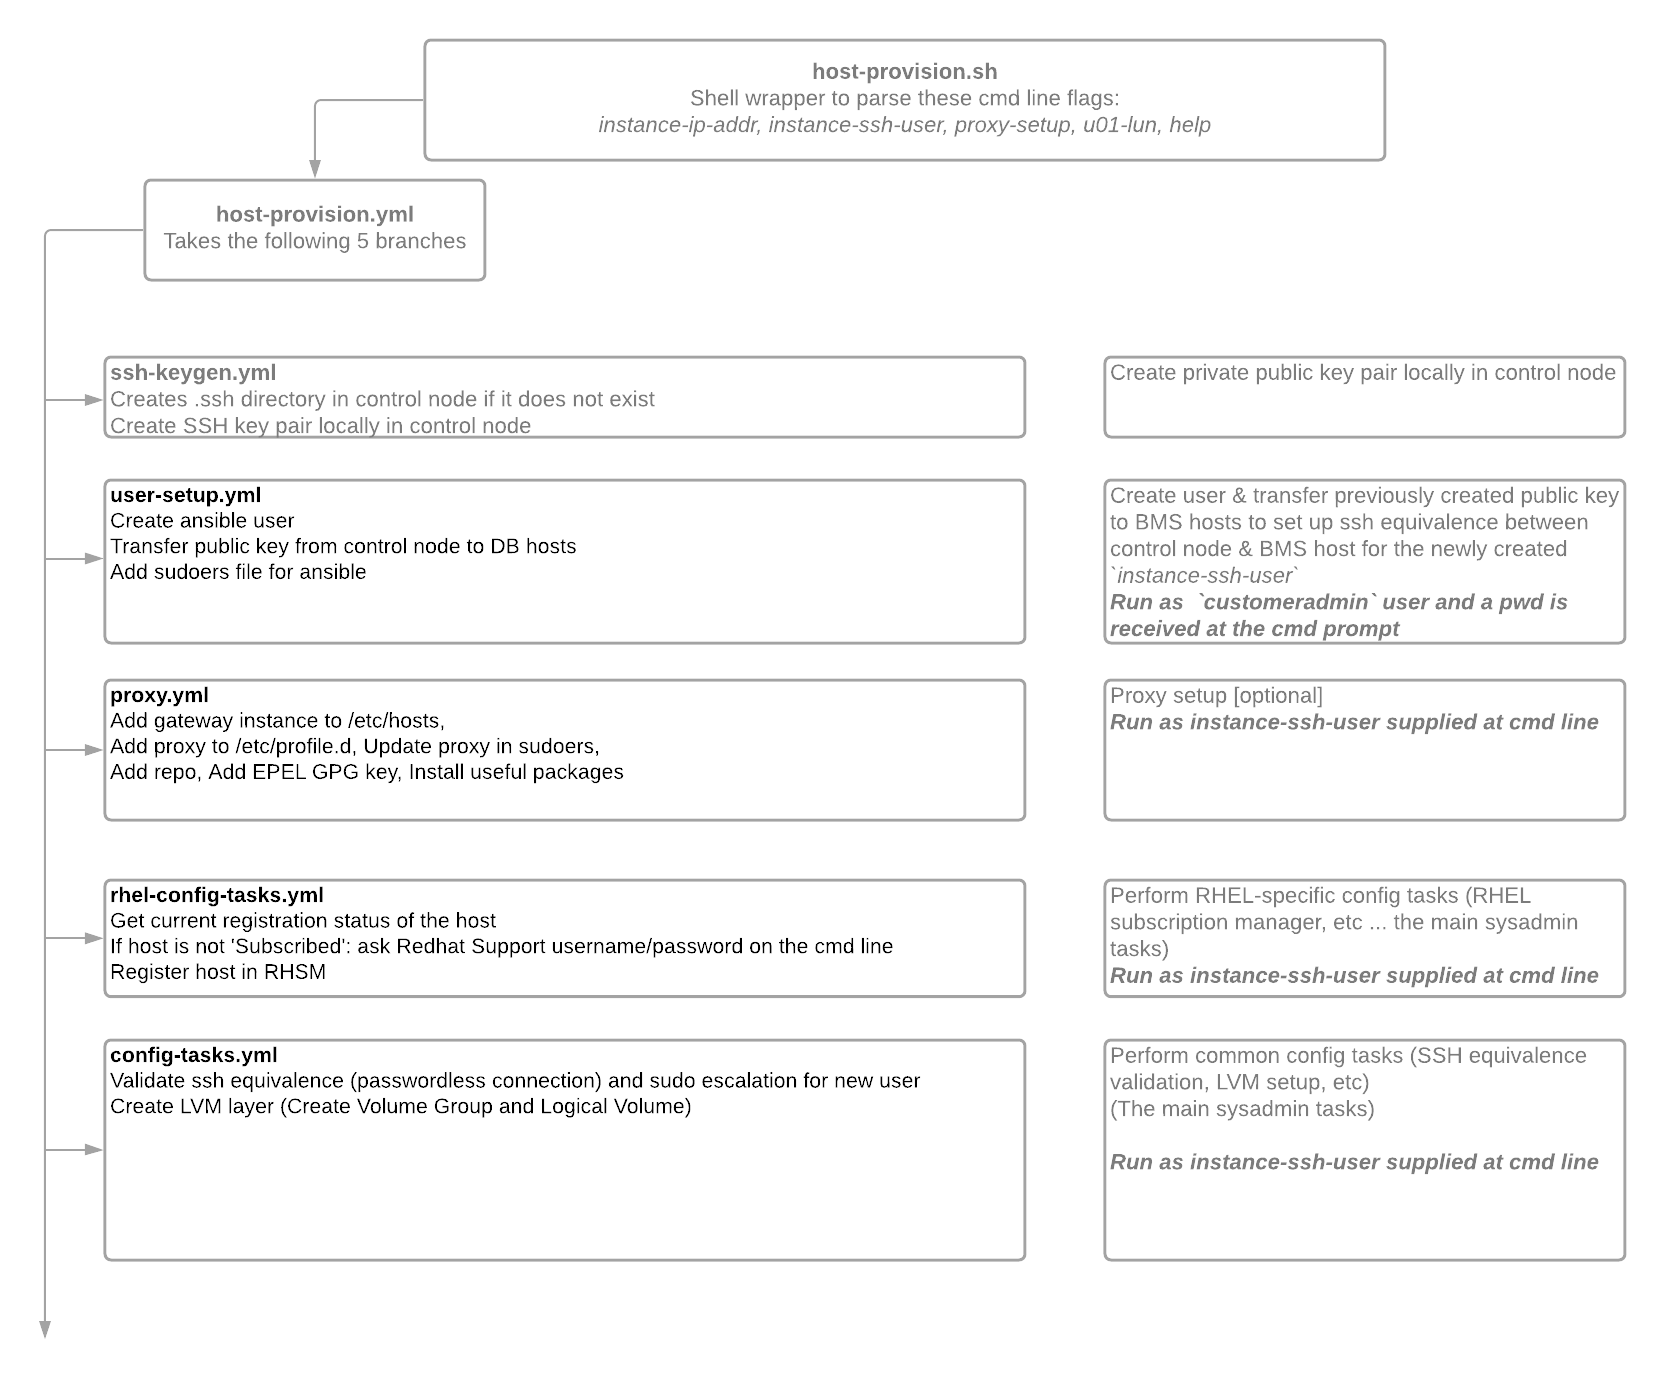 host-provision.sh
Shell wrapper to parse these cmd line flags:
instance-ip-addr, instance-ssh-user, proxy-setup, u01-lun, help
host-provision.yml
Takes the following 5 branches
ssh-keygen.yml
Creates .ssh directory in control node if it does not exist
Create SSH key pair locally in control node
Create private public key pair locally in control node
user-setup.yml
Create ansible user
Transfer public key from control node to DB hosts
Add sudoers file for ansible
Create user & transfer previously created public key
to BMS hosts to set up ssh equivalence between
control node & BMS host for the newly created
`instance-ssh-user`
Run as `customeradmin` user and a pwd is
received at the cmd prompt
proxy.yml
Add gateway instance to /etc/hosts,
Add proxy to /etc/profile.d, Update proxy in sudoers,
Add repo, Add EPEL GPG key, Install useful packages
Proxy setup [optional]
Run as instance-ssh-user supplied at cmd line
rhel-config-tasks.yml
Get current registration status of the host
If host is not 'Subscribed': ask Redhat Support username/password on the cmd line
Register host in RHSM
Perform RHEL-specific config tasks (RHEL
subscription manager, etc ... the main sysadmin
tasks)
Run as instance-ssh-user supplied at cmd line
config-tasks.yml
Validate ssh equivalence (passwordless connection) and sudo escalation for new user
Create LVM layer (Create Volume Group and Logical Volume)
Perform common config tasks (SSH equivalence
validation, LVM setup, etc)
(The main sysadmin tasks)
Run as instance-ssh-user supplied at cmd line